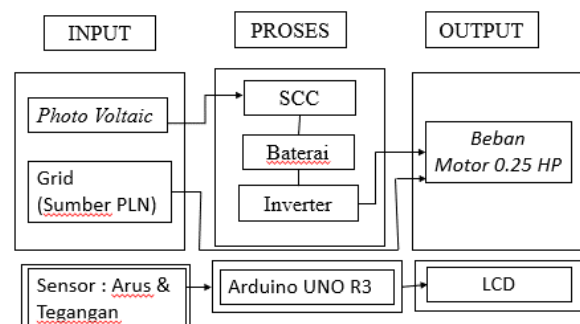 INPUT
PROSES
OUTPUT
Photo Voltaic
SCC
Beban
Motor 0.25 HP
Baterai
Grid
(Sumber PLN)
Inverter
Sensor : Arus &
Tegangan
Arduino UNO R3
LCD